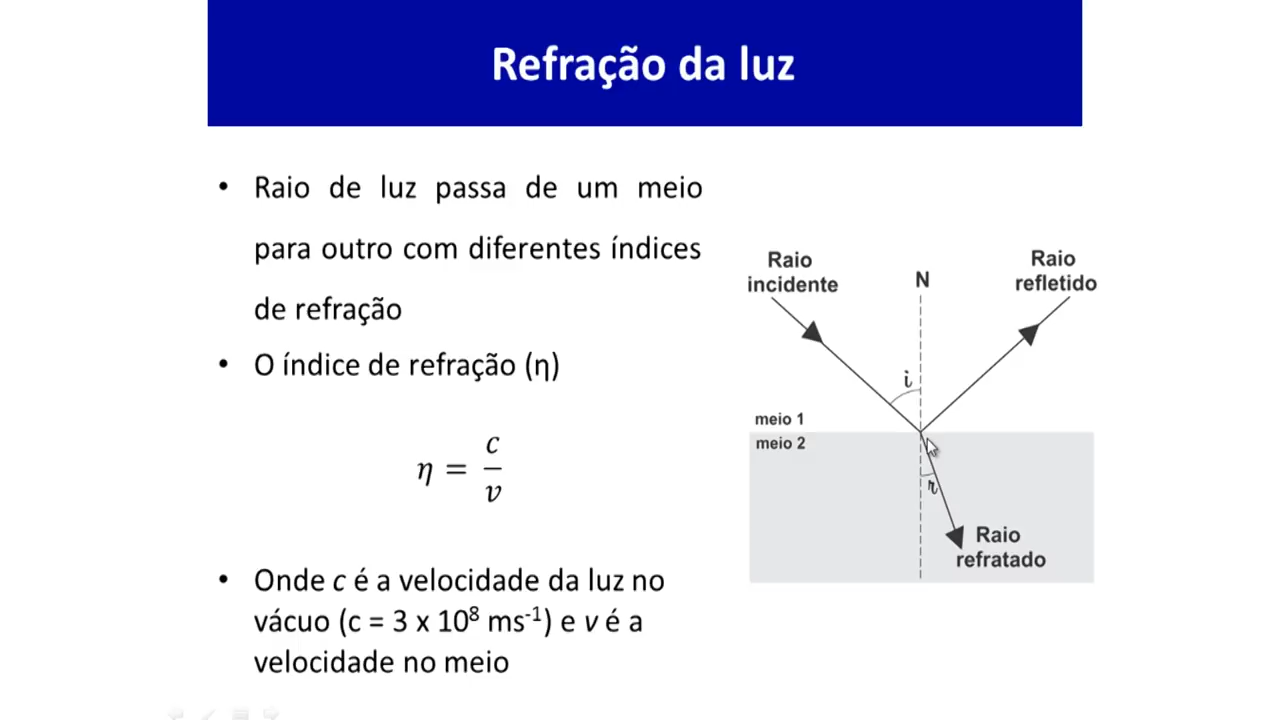 Refração da luz
• Raio de luz passa de um meio
para outro com diferentes índices
de refração
• O índice de refração (η)
η = c/v
• Onde c é a velocidade da luz no
vácuo (c = 3 x 10⁸ ms⁻¹) e v é a
velocidade no meio
Raio
incidente
N
Raio
refletido
i
meio 1
meio 2
r
Raio
refratado